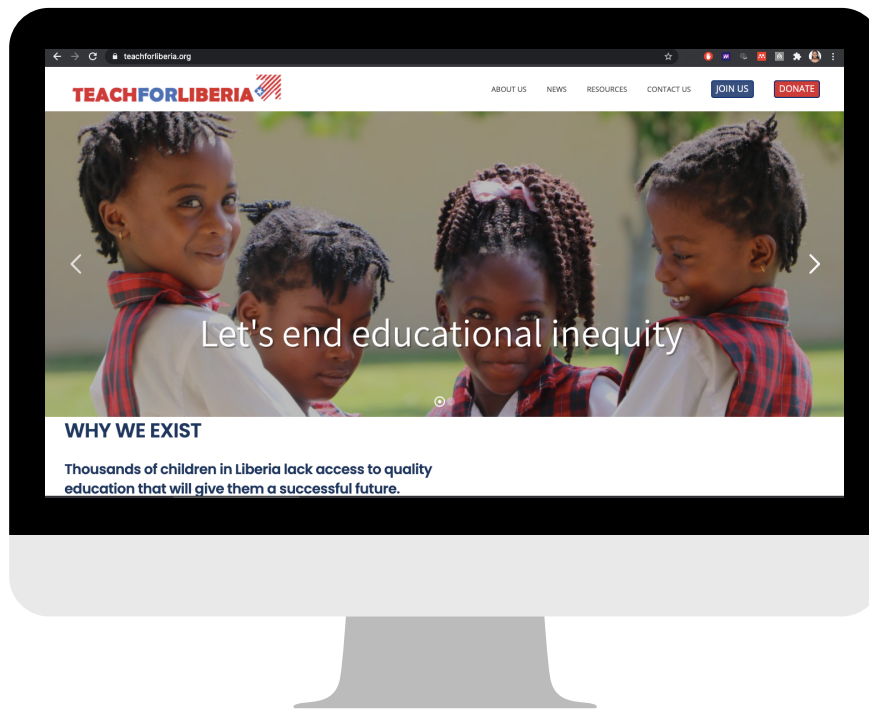 teachforliberia.org
TEACHFORLIBERIA
ABOUT US NEWS RESOURCES CONTACT US JOIN US DONATE
Let's end educational inequity
WHY WE EXIST
Thousands of children in Liberia lack access to quality
education that will give them a successful future.